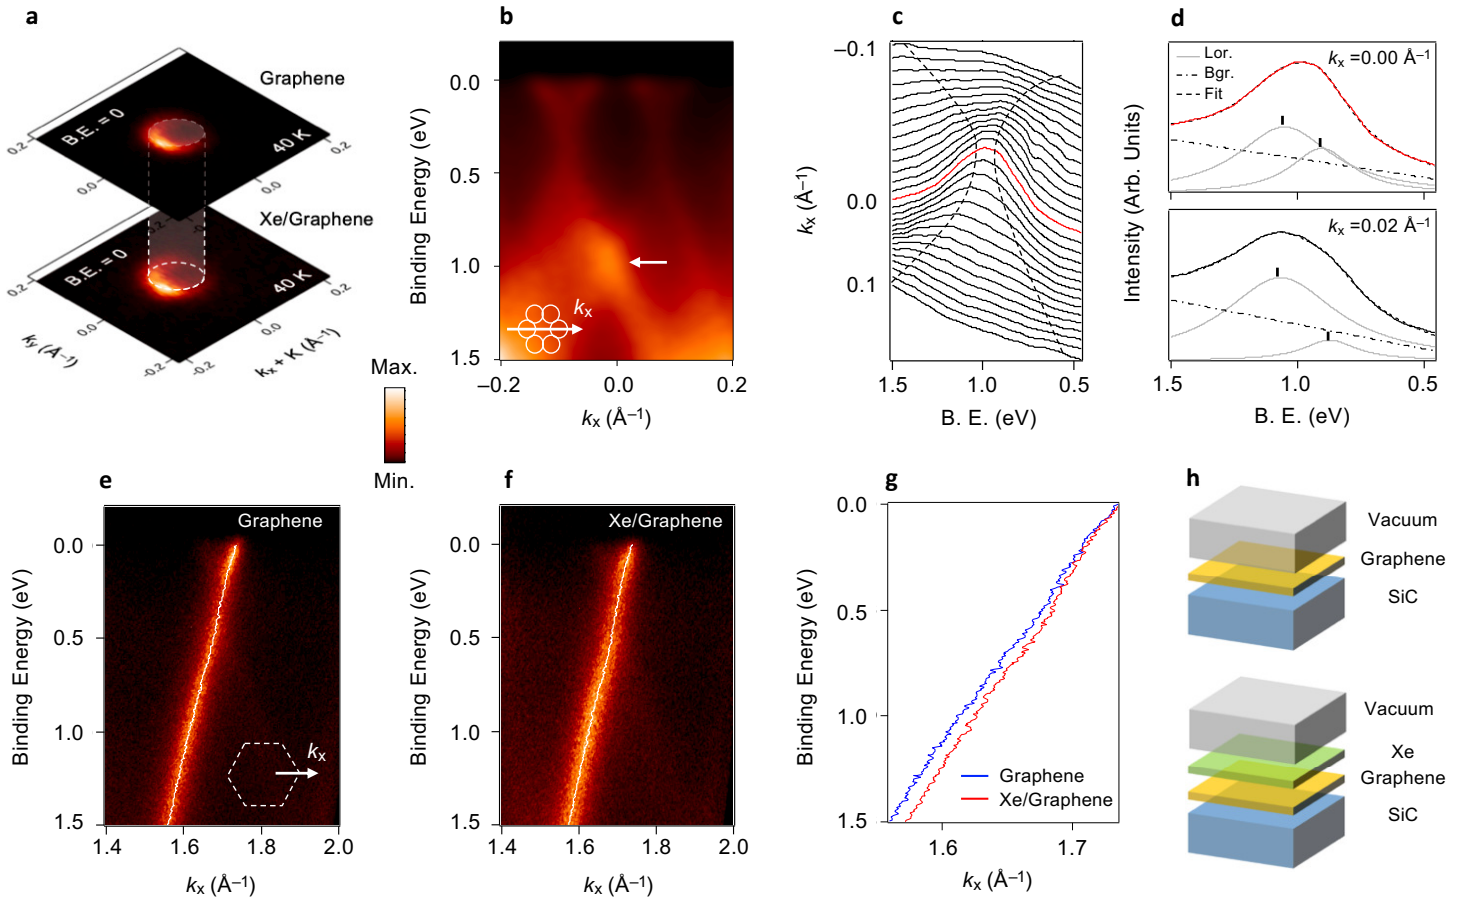 a
Graphene
B.E. = 0
40 K
0.2
0.0
0.2
0.0
-0.2
-0.2
Xe/Graphene
B.E. = 0
40 K
0.2
0.0
-0.2
-0.2
0.0
0.2
ky (Å–1)
kx + K (Å–1)
Max.
Min.
b
Binding Energy (eV)
0.0
0.5
1.0
1.5
kx
–0.2
0.0
0.2
kx (Å–1)
c
kx (Å–1)
–0.1
0.0
0.1
1.5
1.0
0.5
B. E. (eV)
d
Intensity (Arb. Units)
Lor.
Bgr.
Fit
kx =0.00 Å–1
kx =0.02 Å–1
1.5
1.0
0.5
B. E. (eV)
e
Graphene
Binding Energy (eV)
0.0
0.5
1.0
1.5
kx
1.4
1.6
1.8
2.0
kx (Å–1)
f
Xe/Graphene
Binding Energy (eV)
0.0
0.5
1.0
1.5
1.4
1.6
1.8
2.0
kx (Å–1)
g
Binding Energy (eV)
0.0
0.5
1.0
1.5
Graphene
Xe/Graphene
1.6
1.7
kx (Å–1)
h
Vacuum
Graphene
SiC
Vacuum
Xe
Graphene
SiC